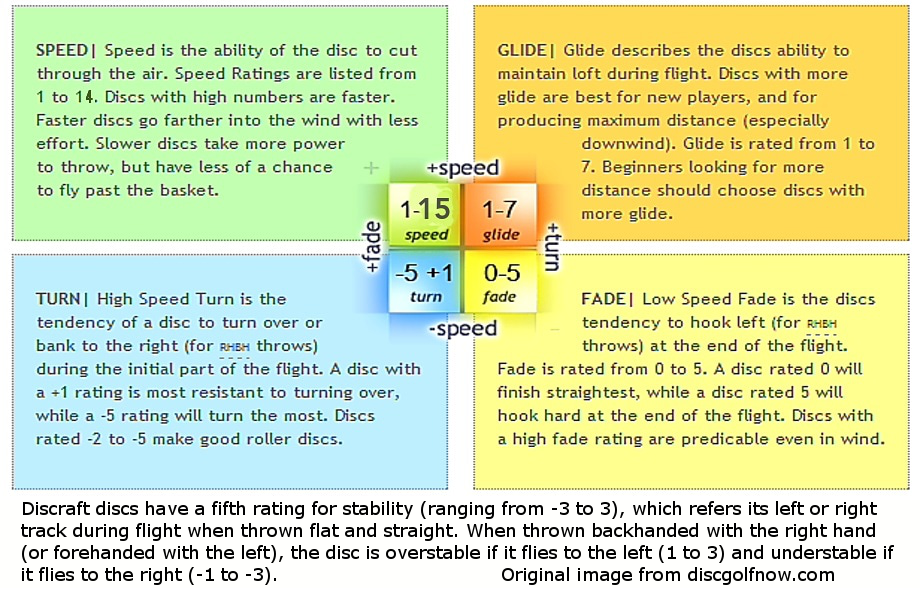 SPEED| Speed is the ability of the disc to cut
through the air. Speed Ratings are listed from
1 to 14. Discs with high numbers are faster.
Faster discs go farther into the wind with less
effort. Slower discs take more power
to throw, but have less of a chance
to fly past the basket.
GLIDE| Glide describes the discs ability to
maintain loft during flight. Discs with more
glide are best for new players, and for
producing maximum distance (especially
downwind). Glide is rated from 1 to
7. Beginners looking for more
distance should choose discs with
more glide.
+
+speed
+fade
1-15
speed
1-7
glide
+turn
-5 +1
turn
0-5
fade
-speed
-
TURN| High Speed Turn is the
tendency of a disc to turn over or
bank to the right (for RHBH throws)
during the initial part of the flight. A disc with
a +1 rating is most resistant to turning over,
while a -5 rating will turn the most. Discs
rated -2 to -5 make good roller discs.
FADE| Low Speed Fade is the discs
tendency to hook left (for RHBH
throws) at the end of the flight.
Fade is rated from 0 to 5. A disc rated 0 will
finish straightest, while a disc rated 5 will
hook hard at the end of the flight. Discs with
a high fade rating are predicable even in wind.
Discraft discs have a fifth rating for stability (ranging from -3 to 3), which refers its left or right
track during flight when thrown flat and straight. When thrown backhanded with the right hand
(or forehanded with the left), the disc is overstable if it flies to the left (1 to 3) and understable if
it flies to the right (-1 to -3).
Original image from discgolfnow.com